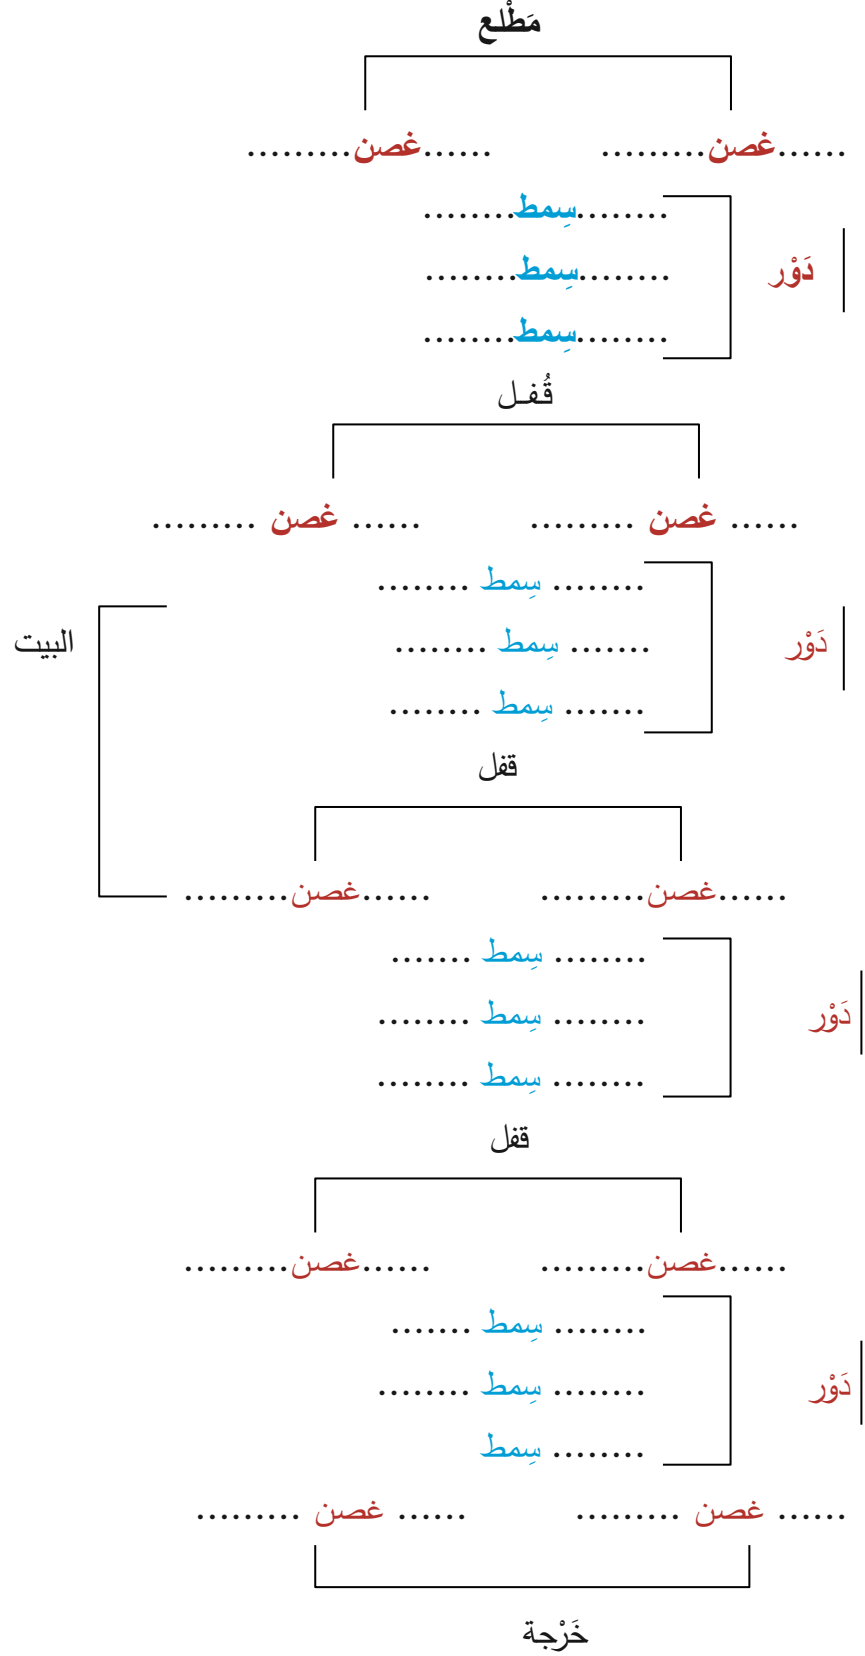 مَطْلع
......غصن......... ......غصن.........
........سِمط........
دَوْر ........سِمط........
........سِمط........
قُفـل
...... غصن ......... ...... غصن .........
........ سِمط ........
دَوْر ....... سِمط ........ البيت
....... سِمط ........
قفل
......غصن......... ......غصن.........
........ سِمط .......
دَوْر ........ سِمط ........
........ سِمط ........
قفل
......غصن......... ......غصن.........
........ سِمط .......
دَوْر ........ سِمط ........
........ سِمط
...... غصن ......... ...... غصن .........
خَرْجة